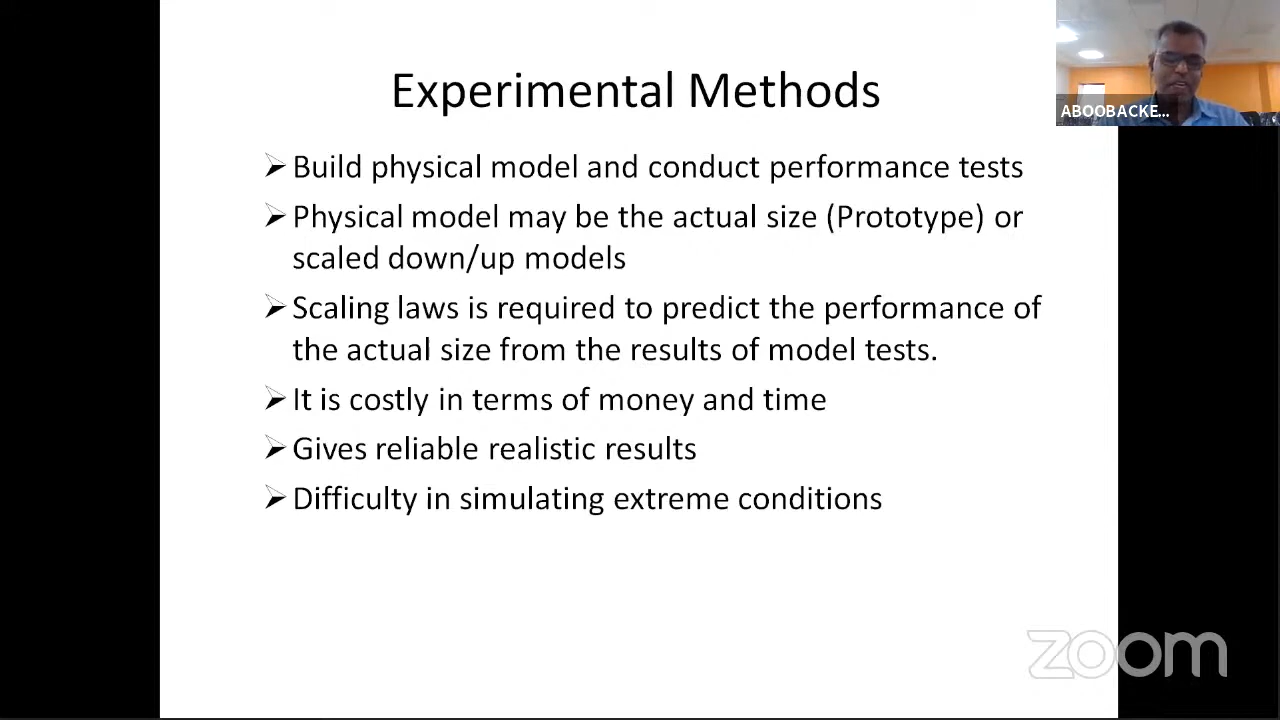 Experimental Methods
ABOOBACKE...
➢Build physical model and conduct performance tests
➢Physical model may be the actual size (Prototype) or
scaled down/up models
➢Scaling laws is required to predict the performance of
the actual size from the results of model tests.
➢It is costly in terms of money and time
➢Gives reliable realistic results
➢Difficulty in simulating extreme conditions
zoom